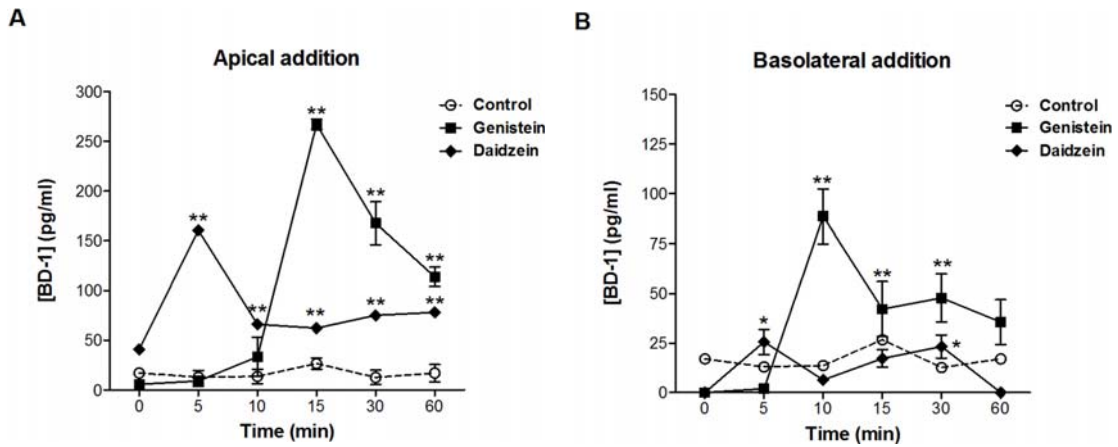 A
Apical addition
[BD-1] (pg/ml)
300
250
200
150
100
50
0
0 5 10 15 30 60
Time (min)
Control
Genistein
Daidzein
**
**
**
**
**
**
**
**
B
Basolateral addition
[BD-1] (pg/ml)
150
125
100
75
50
25
0
0 5 10 15 30 60
Time (min)
Control
Genistein
Daidzein
*
**
**
**
*